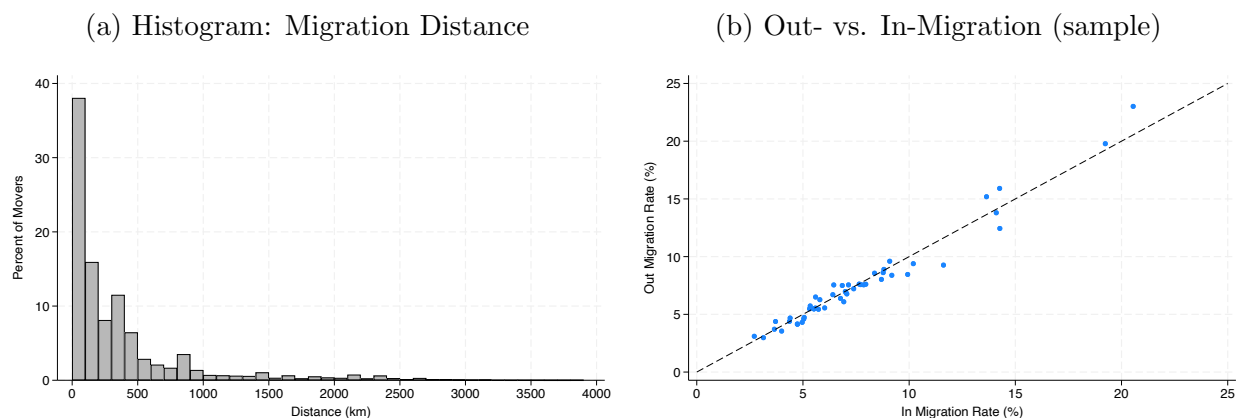 (a) Histogram: Migration Distance
40
30
20
10
0
Percent of Movers
0 500 1000 1500 2000 2500 3000 3500 4000
Distance (km)
(b) Out- vs. In-Migration (sample)
25
20
15
10
5
0
Out Migration Rate (%)
0 5 10 15 20 25
In Migration Rate (%)